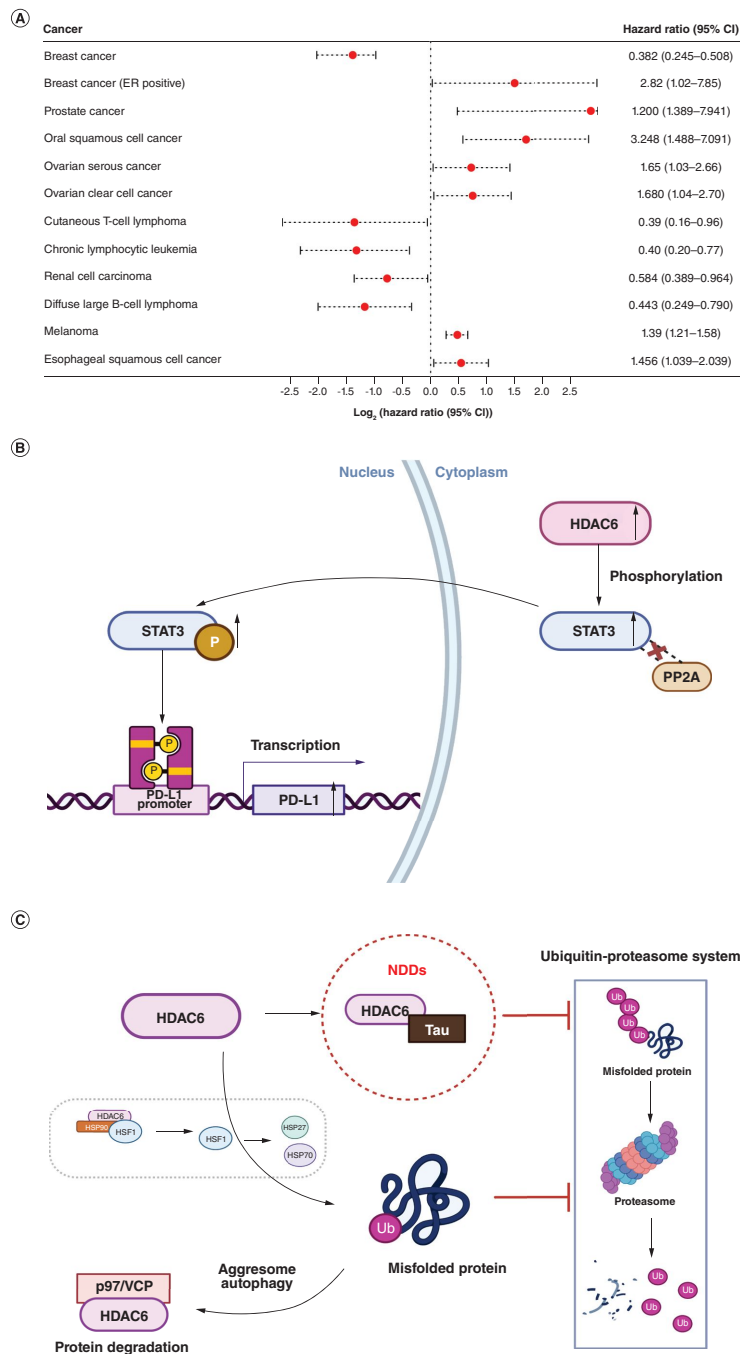 A
Cancer Hazard ratio (95% CI)
Breast cancer 0.382 (0.245–0.508)
Breast cancer (ER positive) 2.82 (1.02–7.85)
Prostate cancer 1.200 (1.389–7.941)
Oral squamous cell cancer 3.248 (1.488–7.091)
Ovarian serous cancer 1.65 (1.03–2.66)
Ovarian clear cell cancer 1.680 (1.04–2.70)
Cutaneous T-cell lymphoma 0.39 (0.16–0.96)
Chronic lymphocytic leukemia 0.40 (0.20–0.77)
Renal cell carcinoma 0.584 (0.389–0.964)
Diffuse large B-cell lymphoma 0.443 (0.249–0.790)
Melanoma 1.39 (1.21–1.58)
Esophageal squamous cell cancer 1.456 (1.039–2.039)
-2.5 -2.0 -1.5 -1.0 -0.5 0.0 0.5 1.0 1.5 2.0 2.5
Log2 (hazard ratio (95% CI))
B
Nucleus Cytoplasm
HDAC6
Phosphorylation
STAT3 P
STAT3
PP2A
P
P
Transcription
PD-L1
promoter
PD-L1
C
Ubiquitin-proteasome system
NDDs
HDAC6
HDAC6
Tau
Ub
Ub
Ub
Ub
Misfolded protein
HDAC6
HSP90
HSF1
HSF1
HSP27
HSP70
Proteasome
Ub
Misfolded protein
Aggresome
autophagy
p97/VCP
HDAC6
Protein degradation
Ub
Ub
Ub
Ub